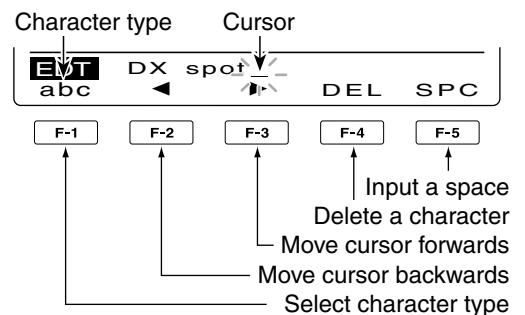 Character type Cursor
EDT DX spot
abc ◄ ► DEL SPC
F-1 F-2 F-3 F-4 F-5
Input a space
Delete a character
Move cursor forwards
Move cursor backwards
Select character type